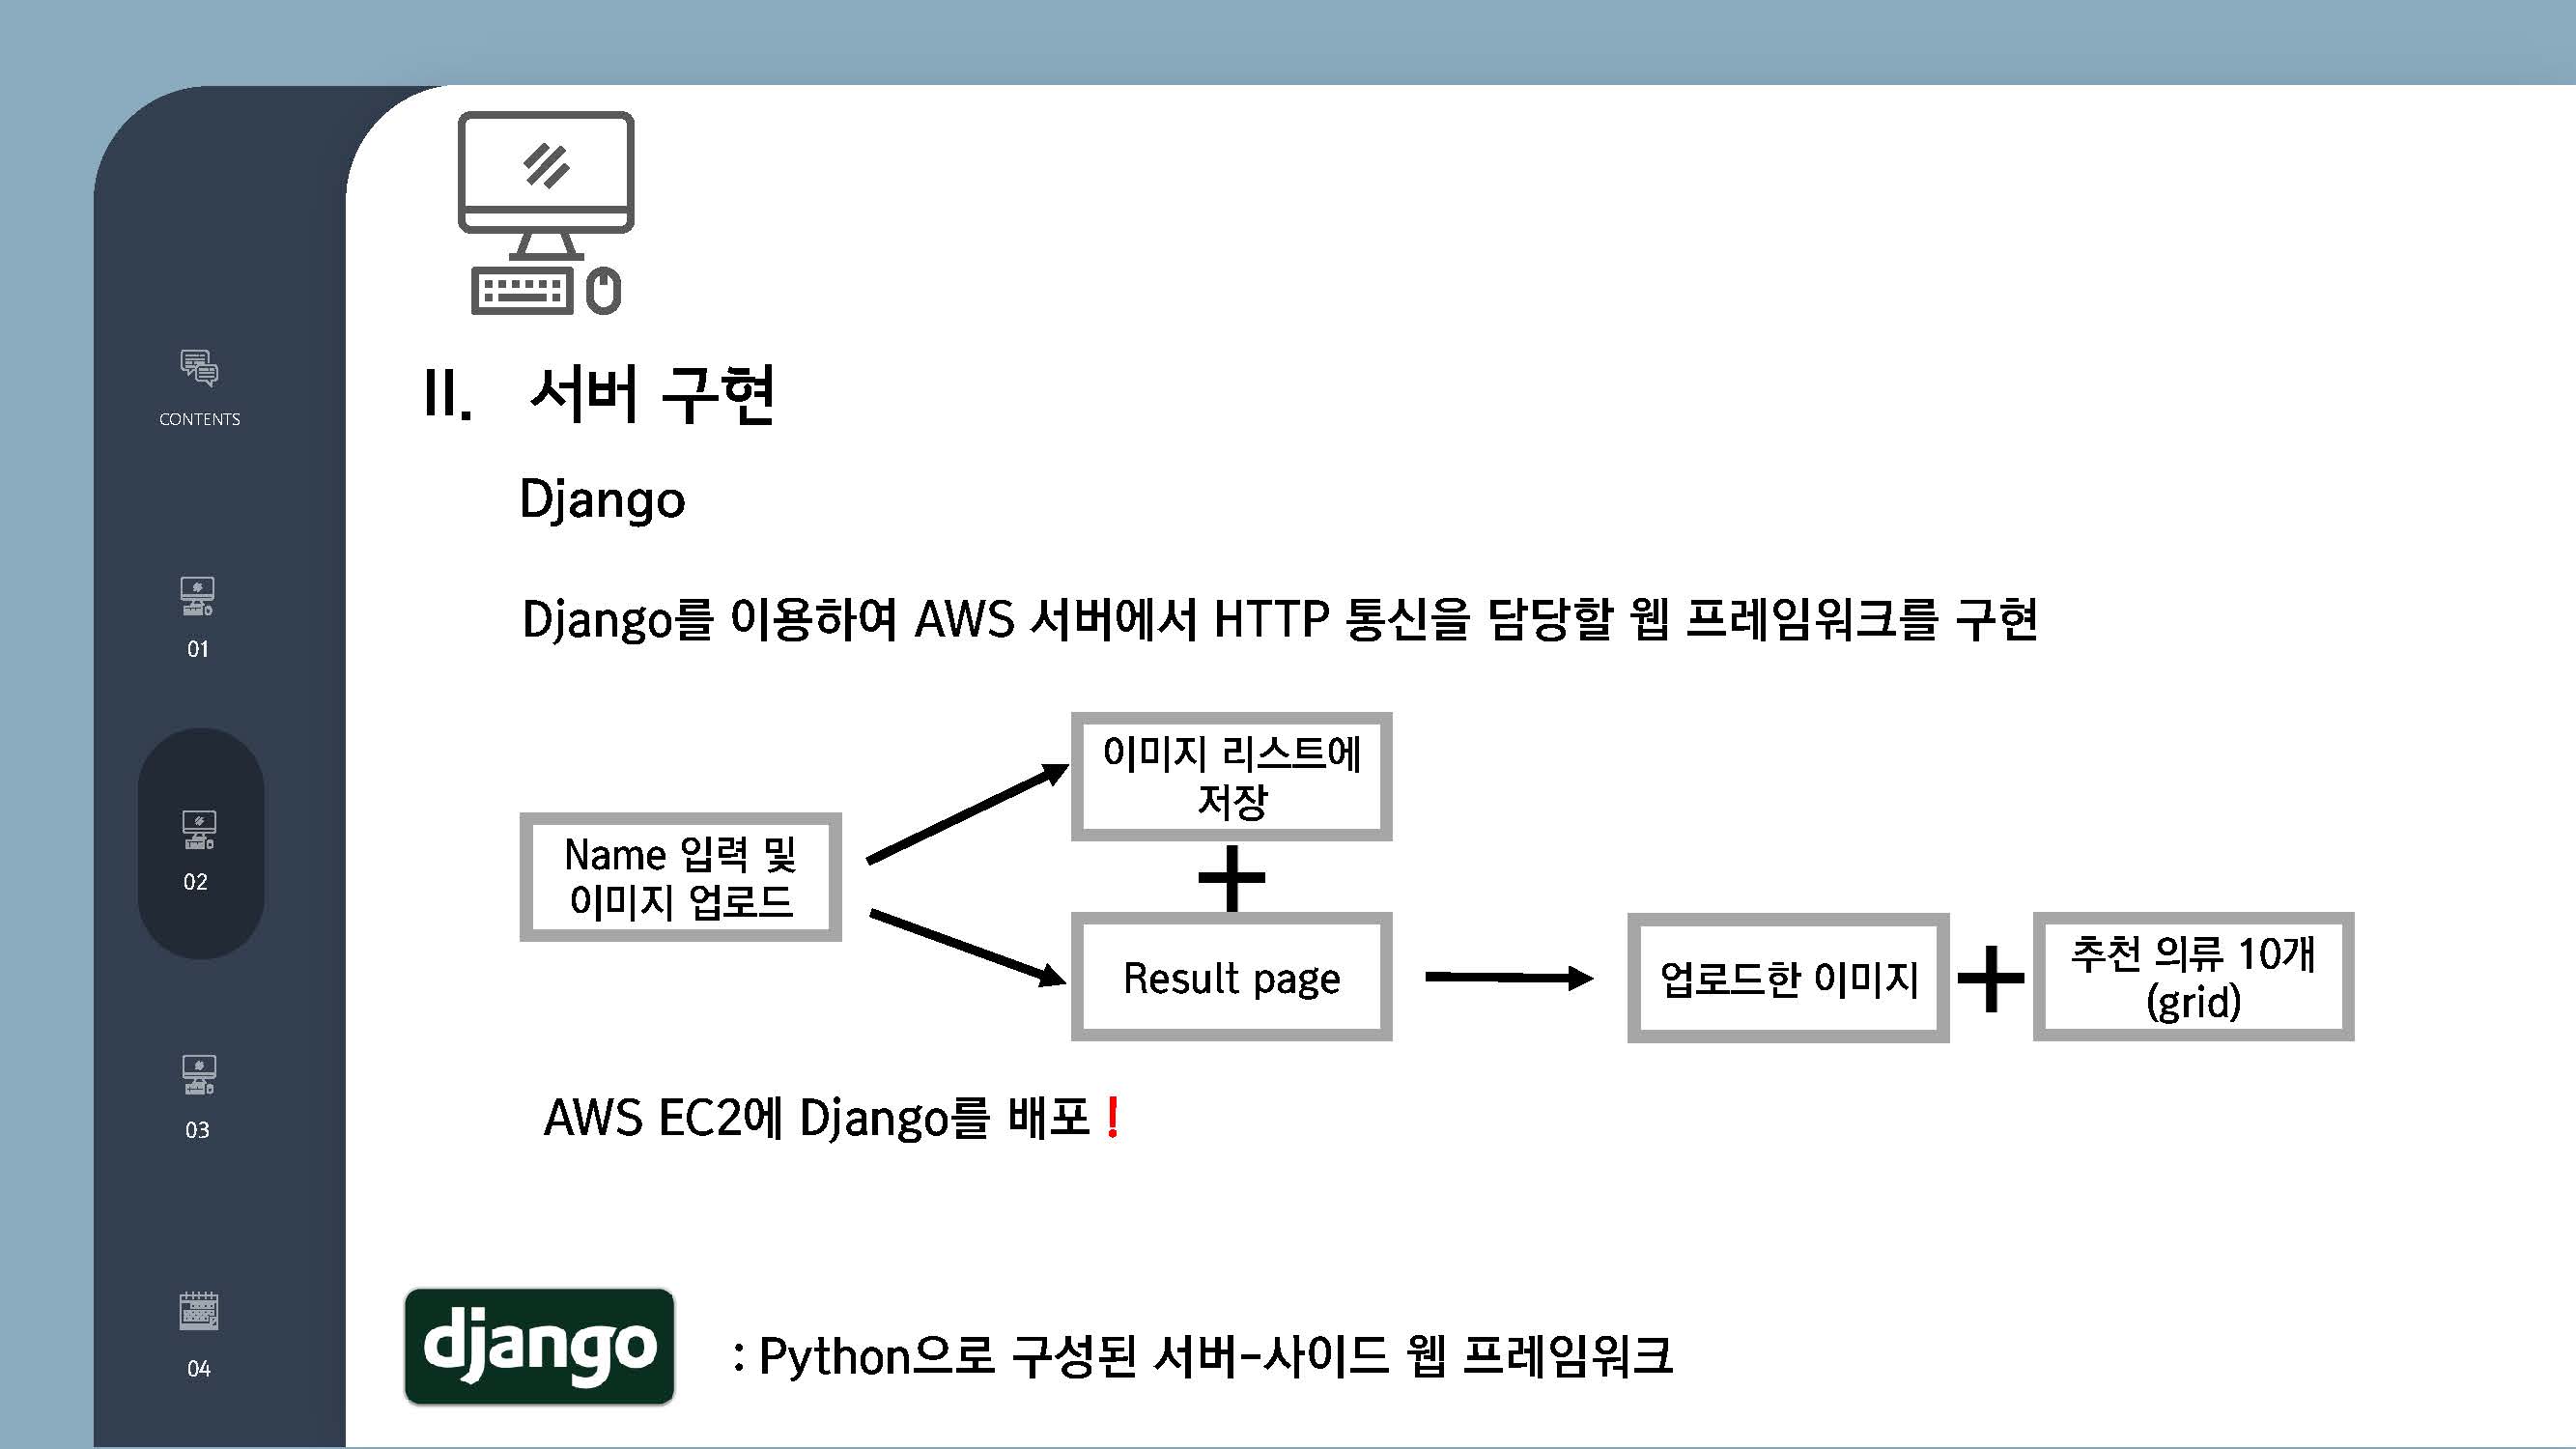 CONTENTS
01
02
03
04
II. 서버 구현
Django
Django를 이용하여 AWS 서버에서 HTTP 통신을 담당할 웹 프레임워크를 구현
Name 입력 및
이미지 업로드
이미지 리스트에
저장
+
Result page
업로드한 이미지
+
추천 의류 10개
(grid)
AWS EC2에 Django를 배포!
django
: Python으로 구성된 서버-사이드 웹 프레임워크